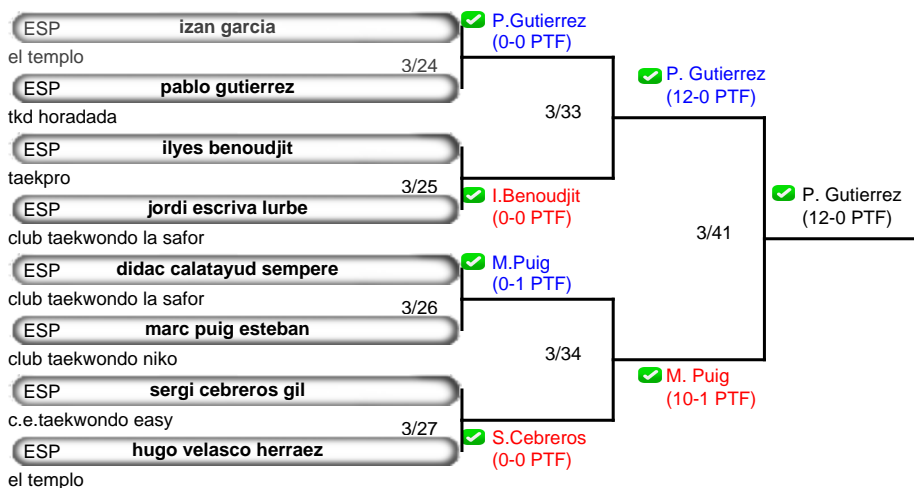 ESP izan garcia
el templo
3/24
ESP pablo gutierrez
tkd horadada
P.Gutierrez
(0-0 PTF)
ESP ilyes benoudjit
taekpro
3/25
ESP jordi escriva lurbe
club taekwondo la safor
I.Benoudjit
(0-0 PTF)
3/33
P. Gutierrez
(12-0 PTF)
ESP didac calatayud sempere
club taekwondo la safor
3/26
ESP marc puig esteban
club taekwondo niko
M.Puig
(0-1 PTF)
ESP sergi cebreros gil
c.e.taekwondo easy
3/27
ESP hugo velasco herraez
el templo
S.Cebreros
(0-0 PTF)
3/34
M. Puig
(10-1 PTF)
3/41
P. Gutierrez
(12-0 PTF)